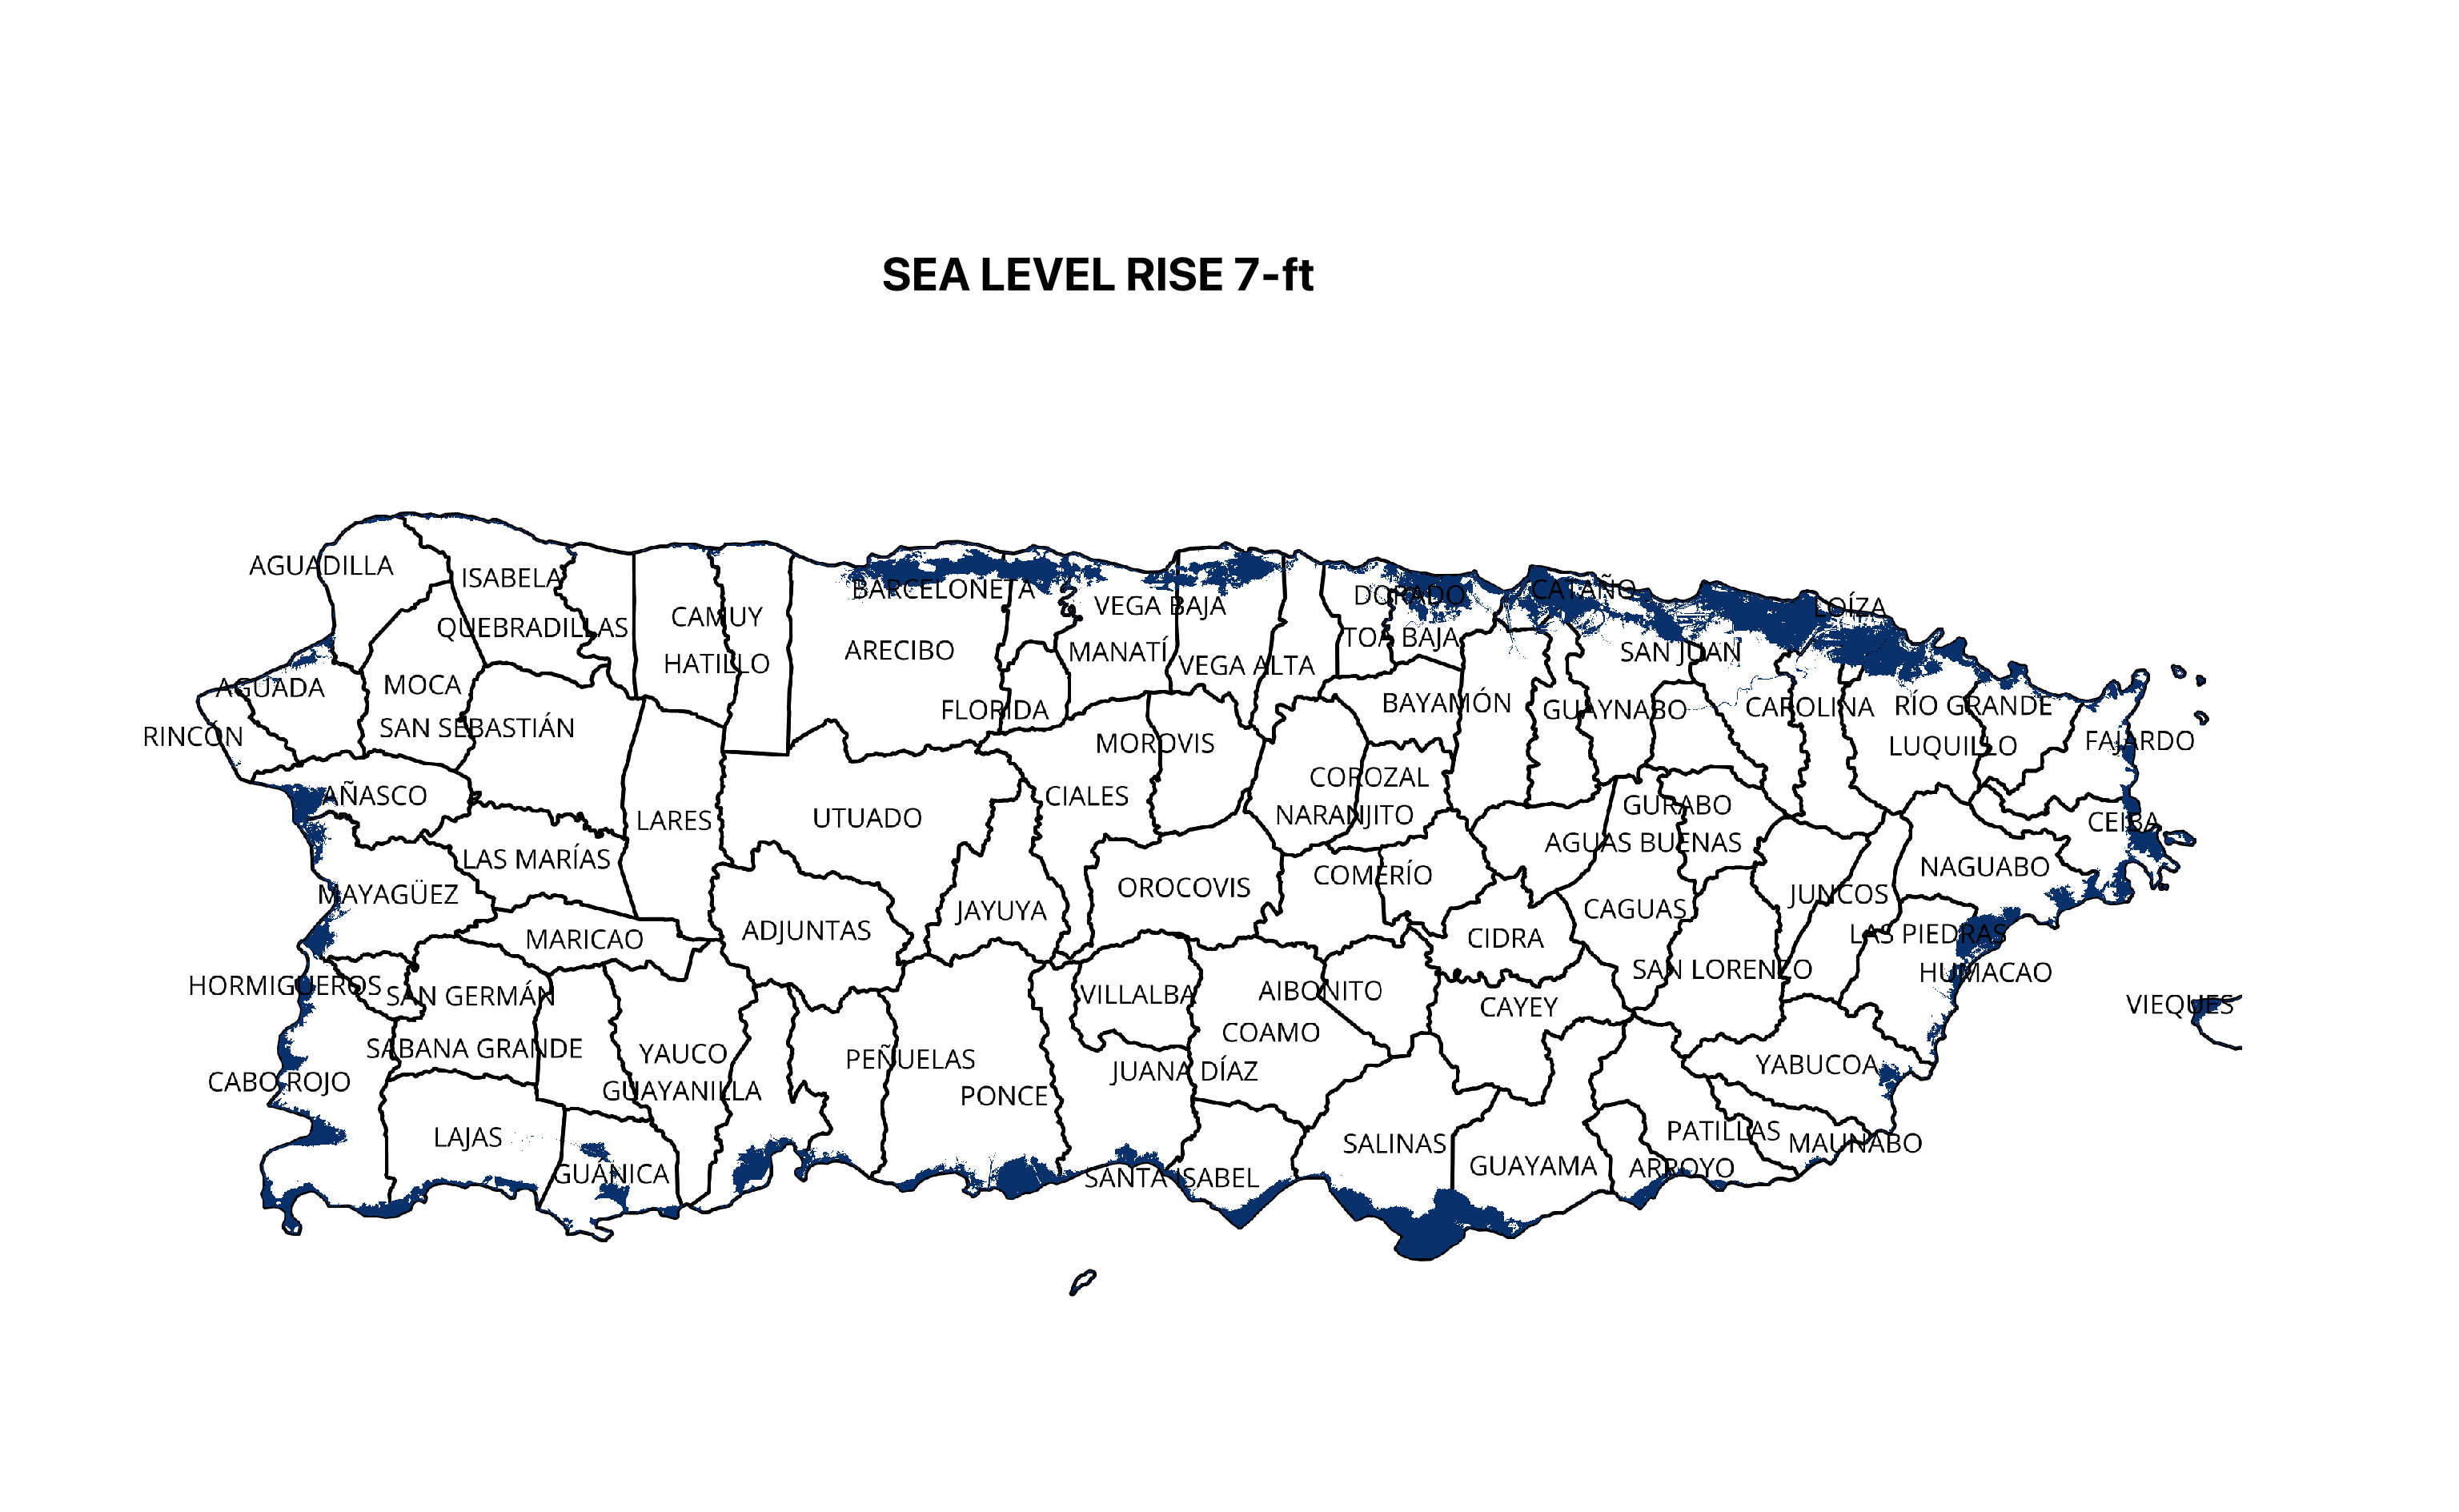 SEA LEVEL RISE 7-ft
AGUADILLA
ISABELA
QUEBRADILLAS
CAMUY
HATILLO
ARECIBO
BARCELONETA
FLORIDA
MANATÍ
VEGA BAJA
VEGA ALTA
DORADO
TOA BAJA
CATAÑO
SAN JUAN
LOÍZA
AGUADA
MOCA
SAN SEBASTIÁN
RINCÓN
AÑASCO
LARES
UTUADO
CIALES
MOROVIS
BAYAMÓN
GUAYNABO
CAROLINA
RÍO GRANDE
LUQUILLO
FAJARDO
COROZAL
NARANJITO
GURABO
AGUAS BUENAS
CEIBA
LAS MARÍAS
MAYAGÜEZ
MARICAO
ADJUNTAS
JAYUYA
OROCOVIS
COMERÍO
CIDRA
CAGUAS
JUNCOS
NAGUABO
LAS PIEDRAS
HUMACAO
SAN LORENZO
HORMIGUEROS
SAN GERMÁN
SABANA GRANDE
YAUCO
GUAYANILLA
PEÑUELAS
PONCE
VILLALBA
JUANA DÍAZ
COAMO
AIBONITO
CAYEY
VIEQUES
YABUCOA
CABO ROJO
LAJAS
GUÁNICA
SANTA ISABEL
SALINAS
GUAYAMA
ARROYO
PATILLAS
MAUNABO